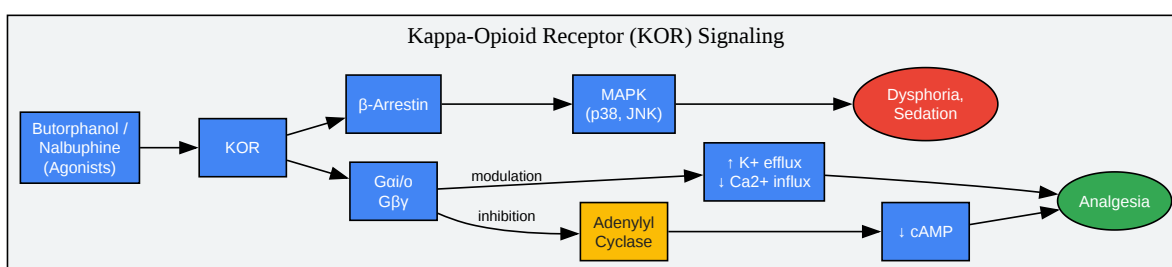 Kappa-Opioid Receptor (KOR) Signaling
Butorphanol /
Nalbuphine
(Agonists)
KOR
β-Arrestin
MAPK
(p38, JNK)
Dysphoria,
Sedation
Gαi/o
Gβγ
modulation
↑ K+ efflux
↓ Ca2+ influx
inhibition
Adenylyl
Cyclase
↓ cAMP
Analgesia